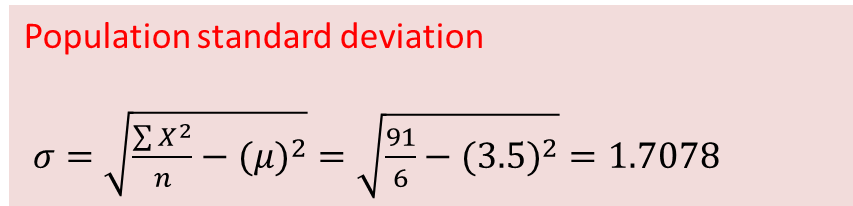 Population standard deviation
σ = √(∑X²/n − (μ)²) = √(91/6 − (3.5)²) = 1.7078